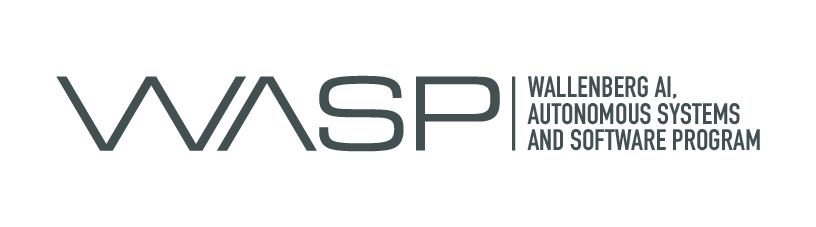 WASP
WALLENBERG AI,
AUTONOMOUS SYSTEMS
AND SOFTWARE PROGRAM